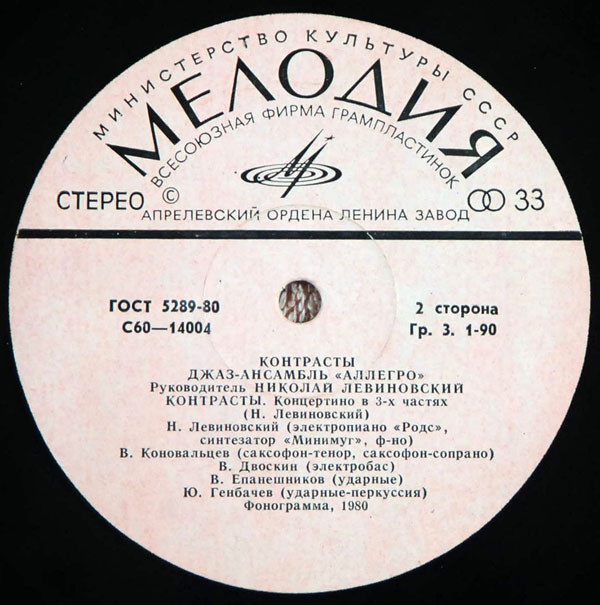 МИНИСТЕРСТВО КУЛЬТУРЫ СССР
МЕЛОДИЯ
ВСЕСОЮЗНАЯ ФИРМА ГРАМПЛАСТИНОК
СТЕРЕО © 33
АПРЕЛЕВСКИЙ ОРДЕНА ЛЕНИНА ЗАВОД
ГОСТ 5289-80 2 сторона
С60—14004 Гр. 3. 1-90
КОНТРАСТЫ
ДЖАЗ-АНСАМБЛЬ «АЛЛЕГРО»
Руководитель НИКОЛАЙ ЛЕВИНОВСКИЙ
КОНТРАСТЫ. Концертино в 3-х частях
(Н. Левиновский)
Н. Левиновский (электропиано «Родс»,
синтезатор «Минимуг», ф-но)
В. Коновальцев (саксофон-тенор, саксофон-сопрано)
В. Двоскин (электробас)
В. Епанешников (ударные)
Ю. Генбачев (ударные-перкуссия)
Фонограмма, 1980